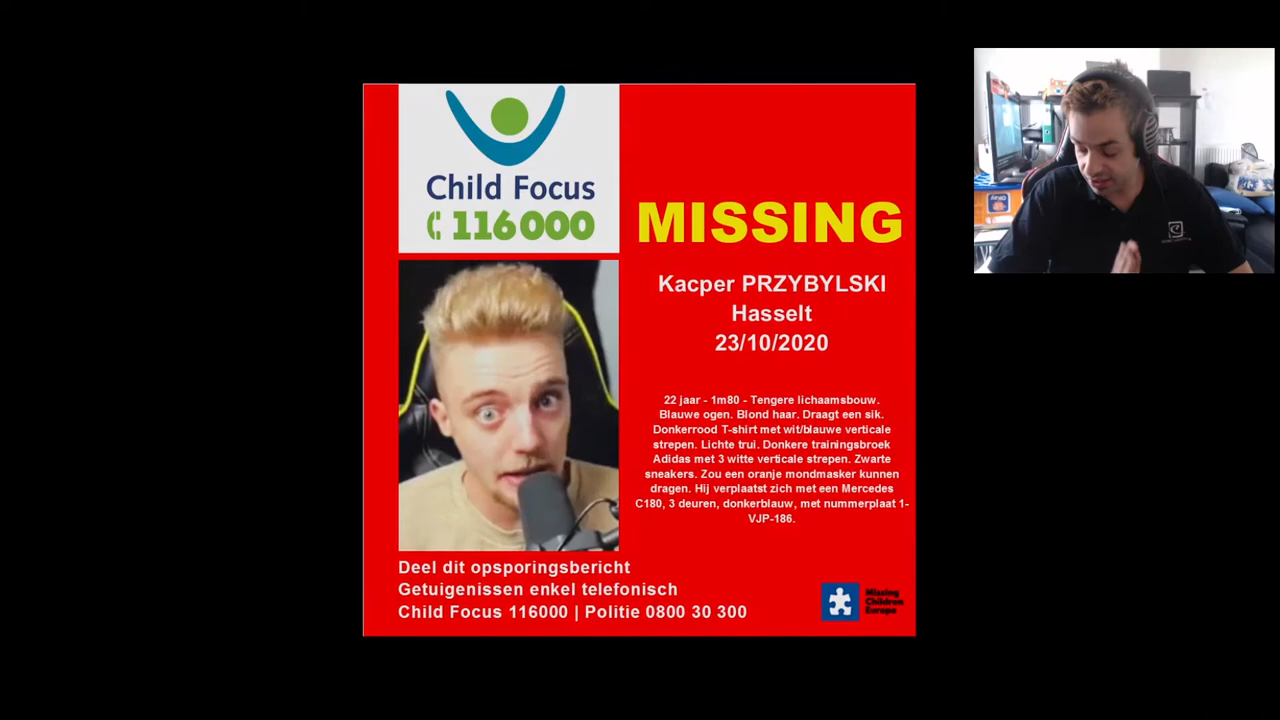 Child Focus
116000
MISSING
Kacper PRZYBYLSKI
Hasselt
23/10/2020
22 jaar - 1m80 - Tengere lichaamsbouw.
Blauwe ogen. Blond haar. Draagt een sik.
Donkerrood T-shirt met wit/blauwe verticale
strepen. Lichte trui. Donkere trainingsbroek
Adidas met 3 witte verticale strepen. Zwarte
sneakers. Zou een oranje mondmasker kunnen
dragen. Hij verplaatst zich met een Mercedes
C180, 3 deuren, donkerblauw, met nummerplaat 1-
VJP-186.
Deel dit opsporingsbericht
Getuigenissen enkel telefonisch
Child Focus 116000 | Politie 0800 30 300
Missing
Children
Europe